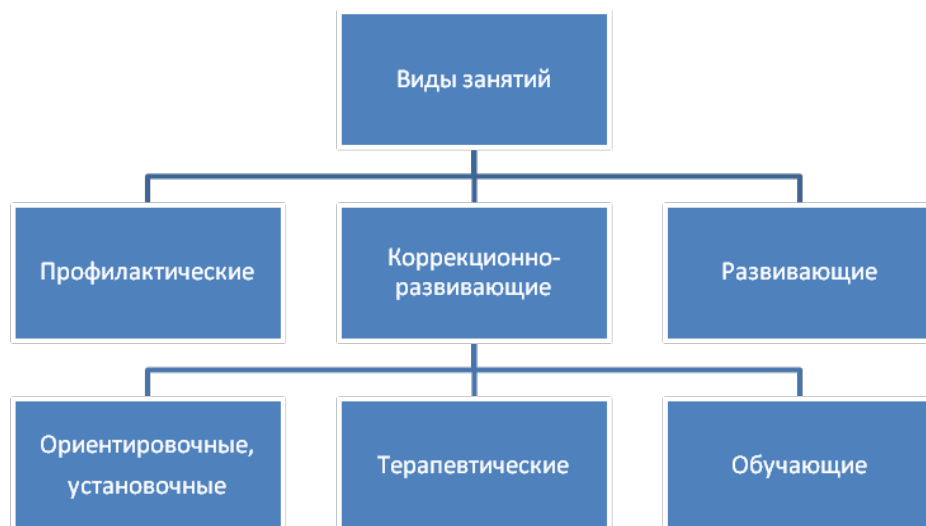 Виды занятий
Профилактические
Коррекционно-
развивающие
Развивающие
Ориентировочные,
установочные
Терапевтические
Обучающие